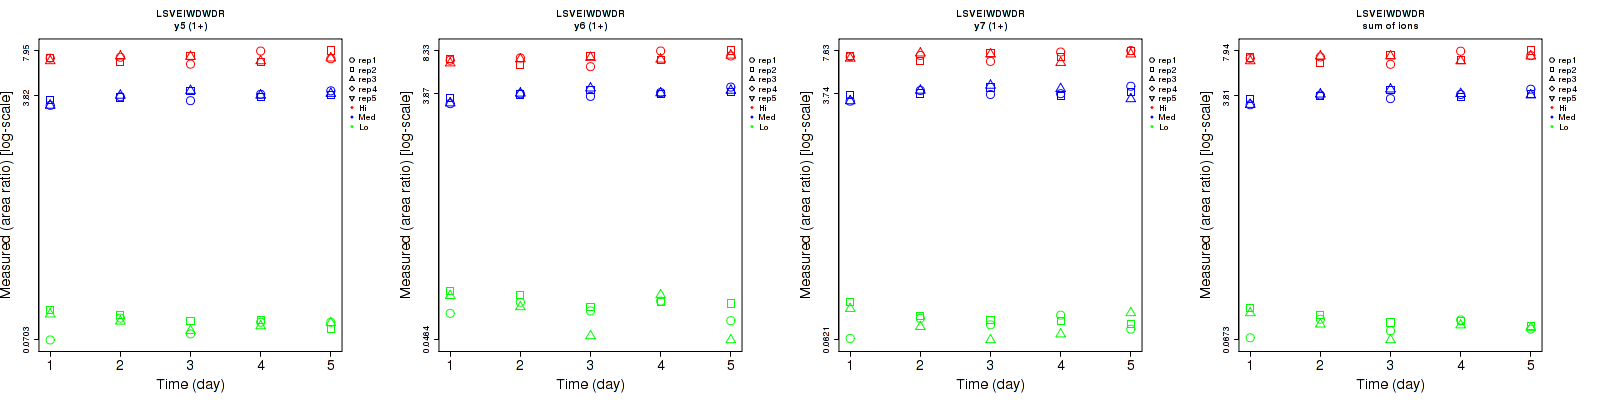 LSVEIWDWDR
y5 (1+)
Measured (area ratio) [log-scale]
7.95
3.82
0.0703
1 2 3 4 5
Time (day)
rep1
rep2
rep3
rep4
rep5
Hi
Med
Lo
LSVEIWDWDR
y6 (1+)
Measured (area ratio) [log-scale]
8.33
3.87
0.0464
1 2 3 4 5
Time (day)
rep1
rep2
rep3
rep4
rep5
Hi
Med
Lo
LSVEIWDWDR
y7 (1+)
Measured (area ratio) [log-scale]
7.63
3.74
0.0621
1 2 3 4 5
Time (day)
rep1
rep2
rep3
rep4
rep5
Hi
Med
Lo
LSVEIWDWDR
sum of ions
Measured (area ratio) [log-scale]
7.94
3.81
0.0673
1 2 3 4 5
Time (day)
rep1
rep2
rep3
rep4
rep5
Hi
Med
Lo